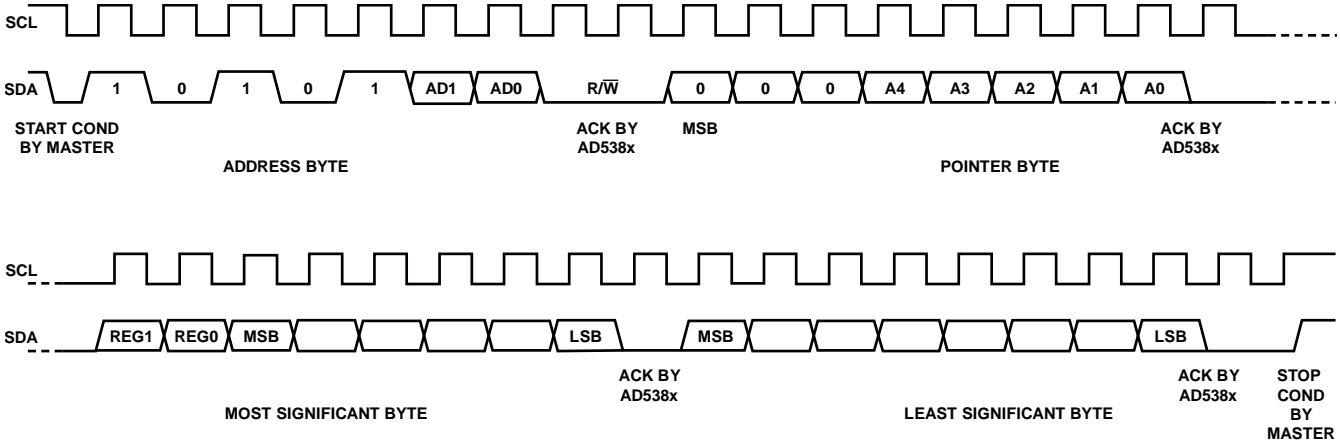 SCL
SDA 1 0 1 0 1 AD1 AD0 R/W̅ 0 0 0 A4 A3 A2 A1 A0
START COND ACK BY MSB ACK BY
BY MASTER AD538x AD538x
ADDRESS BYTE POINTER BYTE
SCL
SDA REG1 REG0 MSB LSB MSB LSB
ACK BY ACK BY STOP
AD538x AD538x COND
MOST SIGNIFICANT BYTE LEAST SIGNIFICANT BYTE BY
MASTER